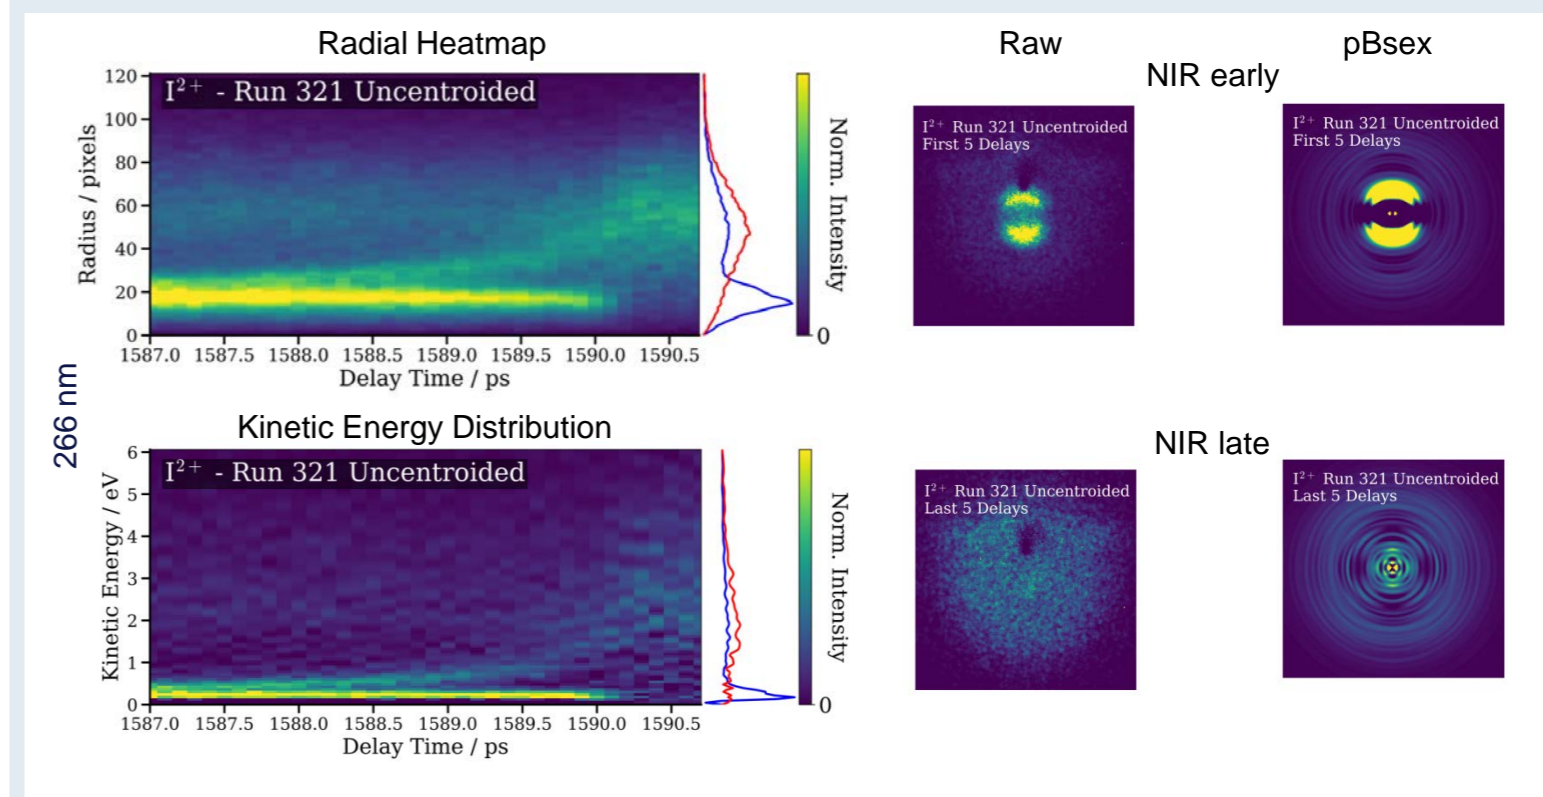 Radial Heatmap
Raw
pBsex
NIR early
I²⁺ - Run 321 Uncentroided
120
100
80
60
40
20
0
Radius / pixels
1587.0 1587.5 1588.0 1588.5 1589.0 1589.5 1590.0 1590.5
Delay Time / ps
Norm. Intensity
0
I²⁺ Run 321 Uncentroided
First 5 Delays
I²⁺ Run 321 Uncentroided
First 5 Delays
266 nm
Kinetic Energy Distribution
NIR late
I²⁺ - Run 321 Uncentroided
6
5
4
3
2
1
0
Kinetic Energy / eV
1587.0 1587.5 1588.0 1588.5 1589.0 1589.5 1590.0 1590.5
Delay Time / ps
Norm. Intensity
0
I²⁺ Run 321 Uncentroided
Last 5 Delays
I²⁺ Run 321 Uncentroided
Last 5 Delays